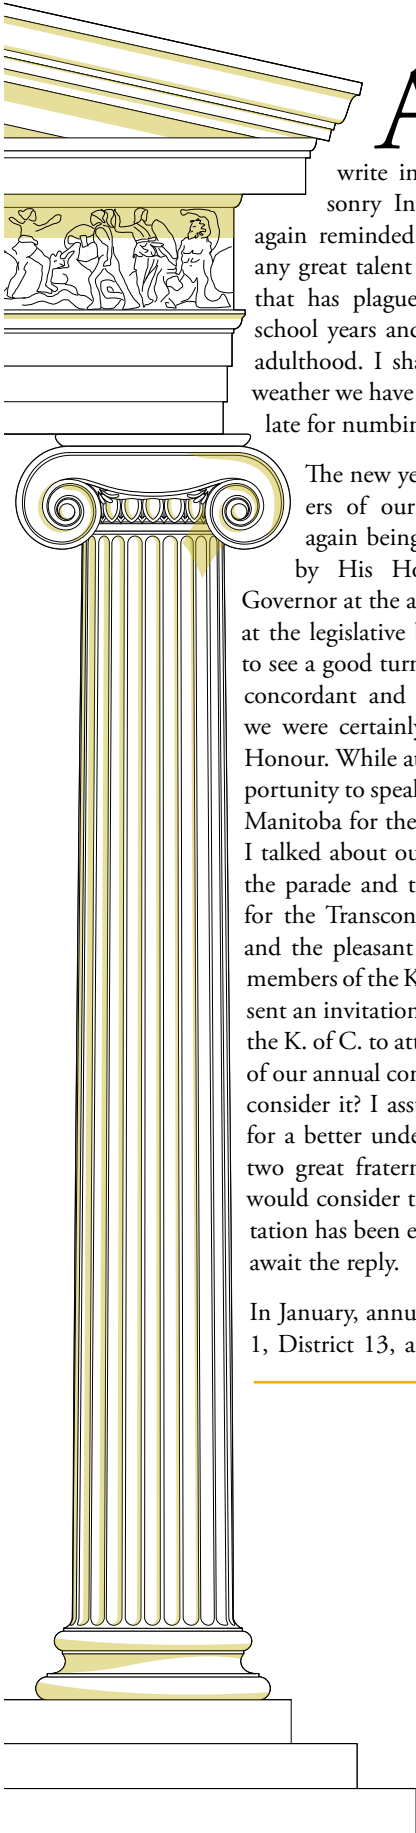 A
write in
sonry In
again reminded
any great talent
that has plague
school years and
adulthood. I sha
weather we have
late for numbin
The new ye
ers of our
again being
by His Ho
Governor at the a
at the legislative
to see a good turn
concordant and
we were certainly
Honour. While at
portunity to speak
Manitoba for the
I talked about ou
the parade and t
for the Transcon
and the pleasant
members of the K
sent an invitation
the K. of C. to att
of our annual con
consider it? I ass
for a better unde
two great fratern
would consider t
tation has been e
await the reply.
In January, annu
1, District 13, a